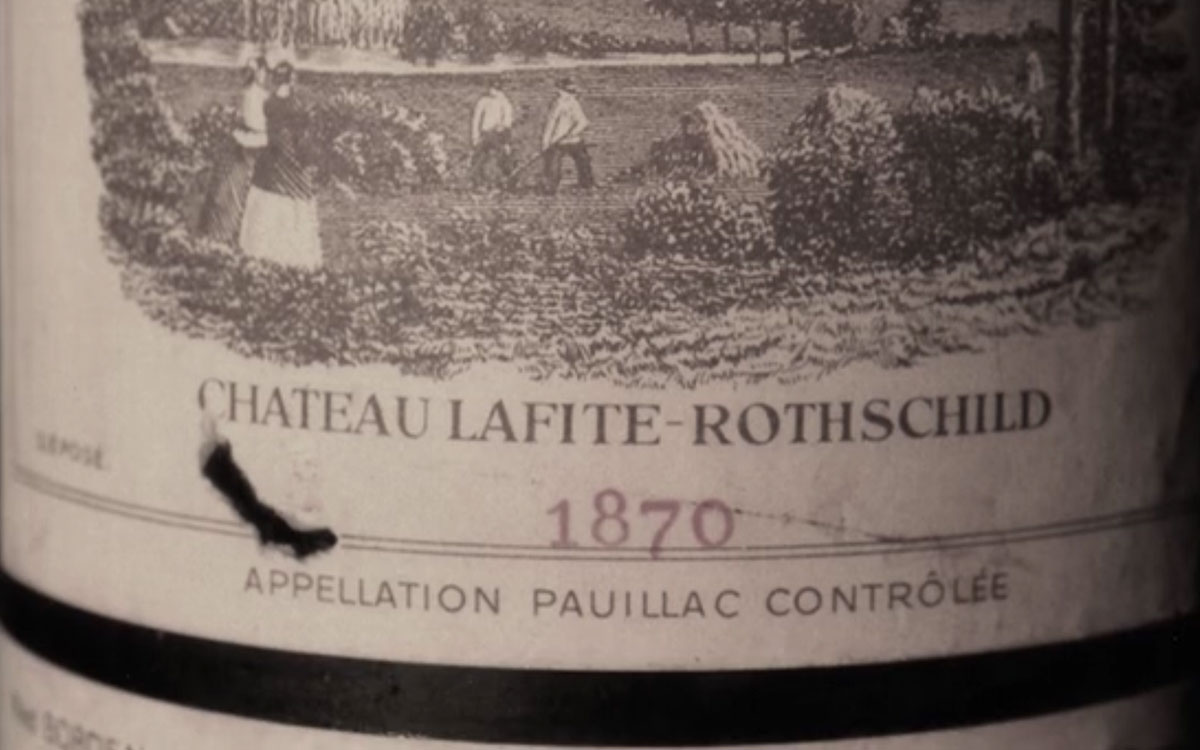 CHATEAU LAFITE-ROTHSCHILD
DÉPOSÉ
1870
APPELLATION PAUILLAC CONTRÔLÉE